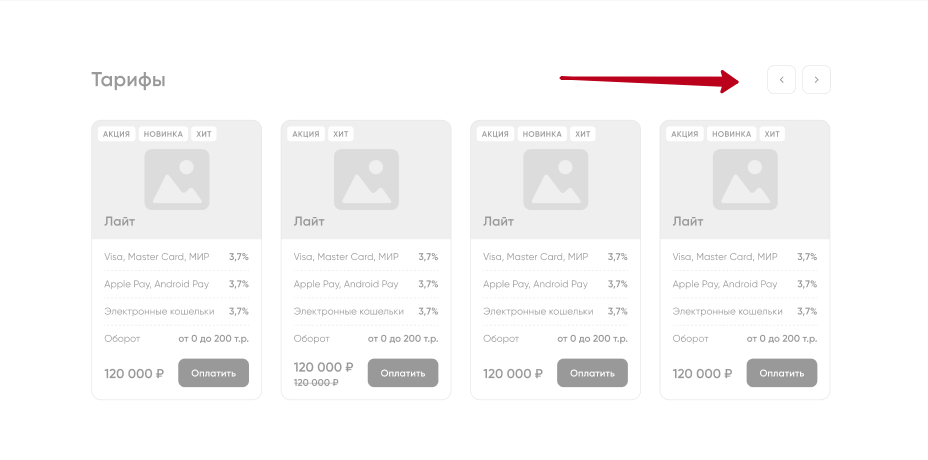 Тарифы
АКЦИЯ НОВИНКА ХИТ
Лайт
Visa, Master Card, МИР 3,7%
Apple Pay, Android Pay 3,7%
Электронные кошельки 3,7%
Оборот от 0 до 200 т.р.
120 000 ₽ Оплатить
АКЦИЯ ХИТ
Лайт
Visa, Master Card, МИР 3,7%
Apple Pay, Android Pay 3,7%
Электронные кошельки 3,7%
Оборот от 0 до 200 т.р.
120 000 ₽ Оплатить
120 000 ₽
АКЦИЯ НОВИНКА ХИТ
Лайт
Visa, Master Card, МИР 3,7%
Apple Pay, Android Pay 3,7%
Электронные кошельки 3,7%
Оборот от 0 до 200 т.р.
120 000 ₽ Оплатить
АКЦИЯ НОВИНКА ХИТ
Лайт
Visa, Master Card, МИР 3,7%
Apple Pay, Android Pay 3,7%
Электронные кошельки 3,7%
Оборот от 0 до 200 т.р.
120 000 ₽ Оплатить